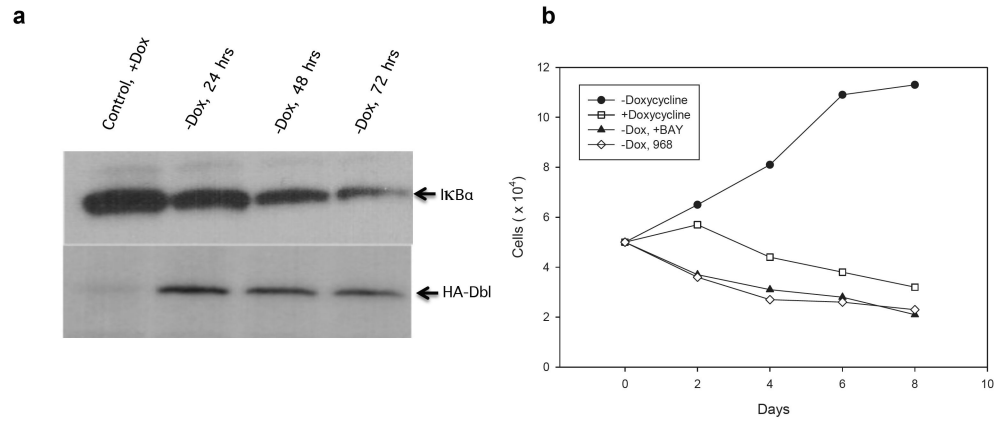 a
Control, +Dox
-Dox, 24 hrs
-Dox, 48 hrs
-Dox, 72 hrs
IκBα
HA-Dbl
b
12
10
8
6
4
2
0
Cells ( x 10⁴)
-Doxycycline
+Doxycycline
-Dox, +BAY
-Dox, 968
0 2 4 6 8 10
Days